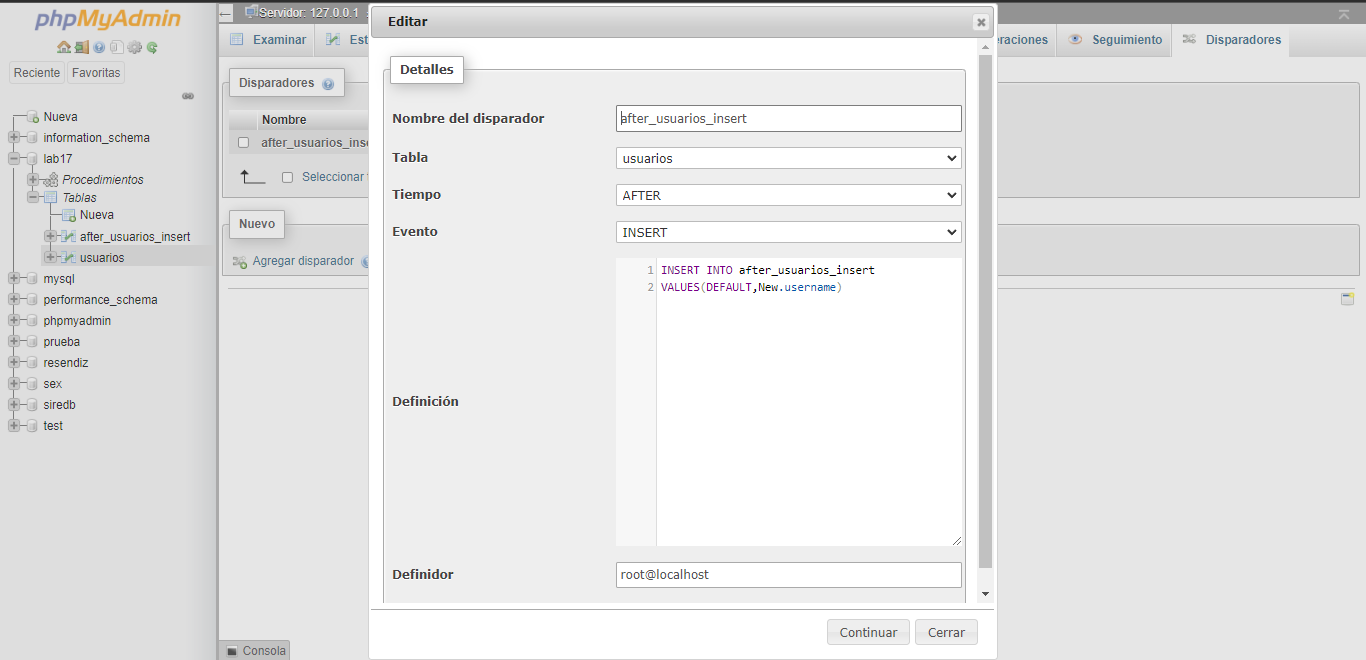 phpMyAdmin
Reciente Favoritas
Nueva
information_schema
lab17
Procedimientos
Tablas
Nueva
after_usuarios_insert
usuarios
mysql
performance_schema
phpmyadmin
prueba
resendiz
sex
siredb
test
Servidor: 127.0.0.1
Examinar Est eraciones Seguimiento Disparadores
Disparadores
Nombre
after_usuarios_inse
Seleccionar
Nuevo
Agregar disparador
Consola
Editar
Detalles
Nombre del disparador after_usuarios_insert
Tabla usuarios
Tiempo AFTER
Evento INSERT
Definición
1 INSERT INTO after_usuarios_insert
2 VALUES(DEFAULT,New.username)
Definidor root@localhost
Continuar Cerrar